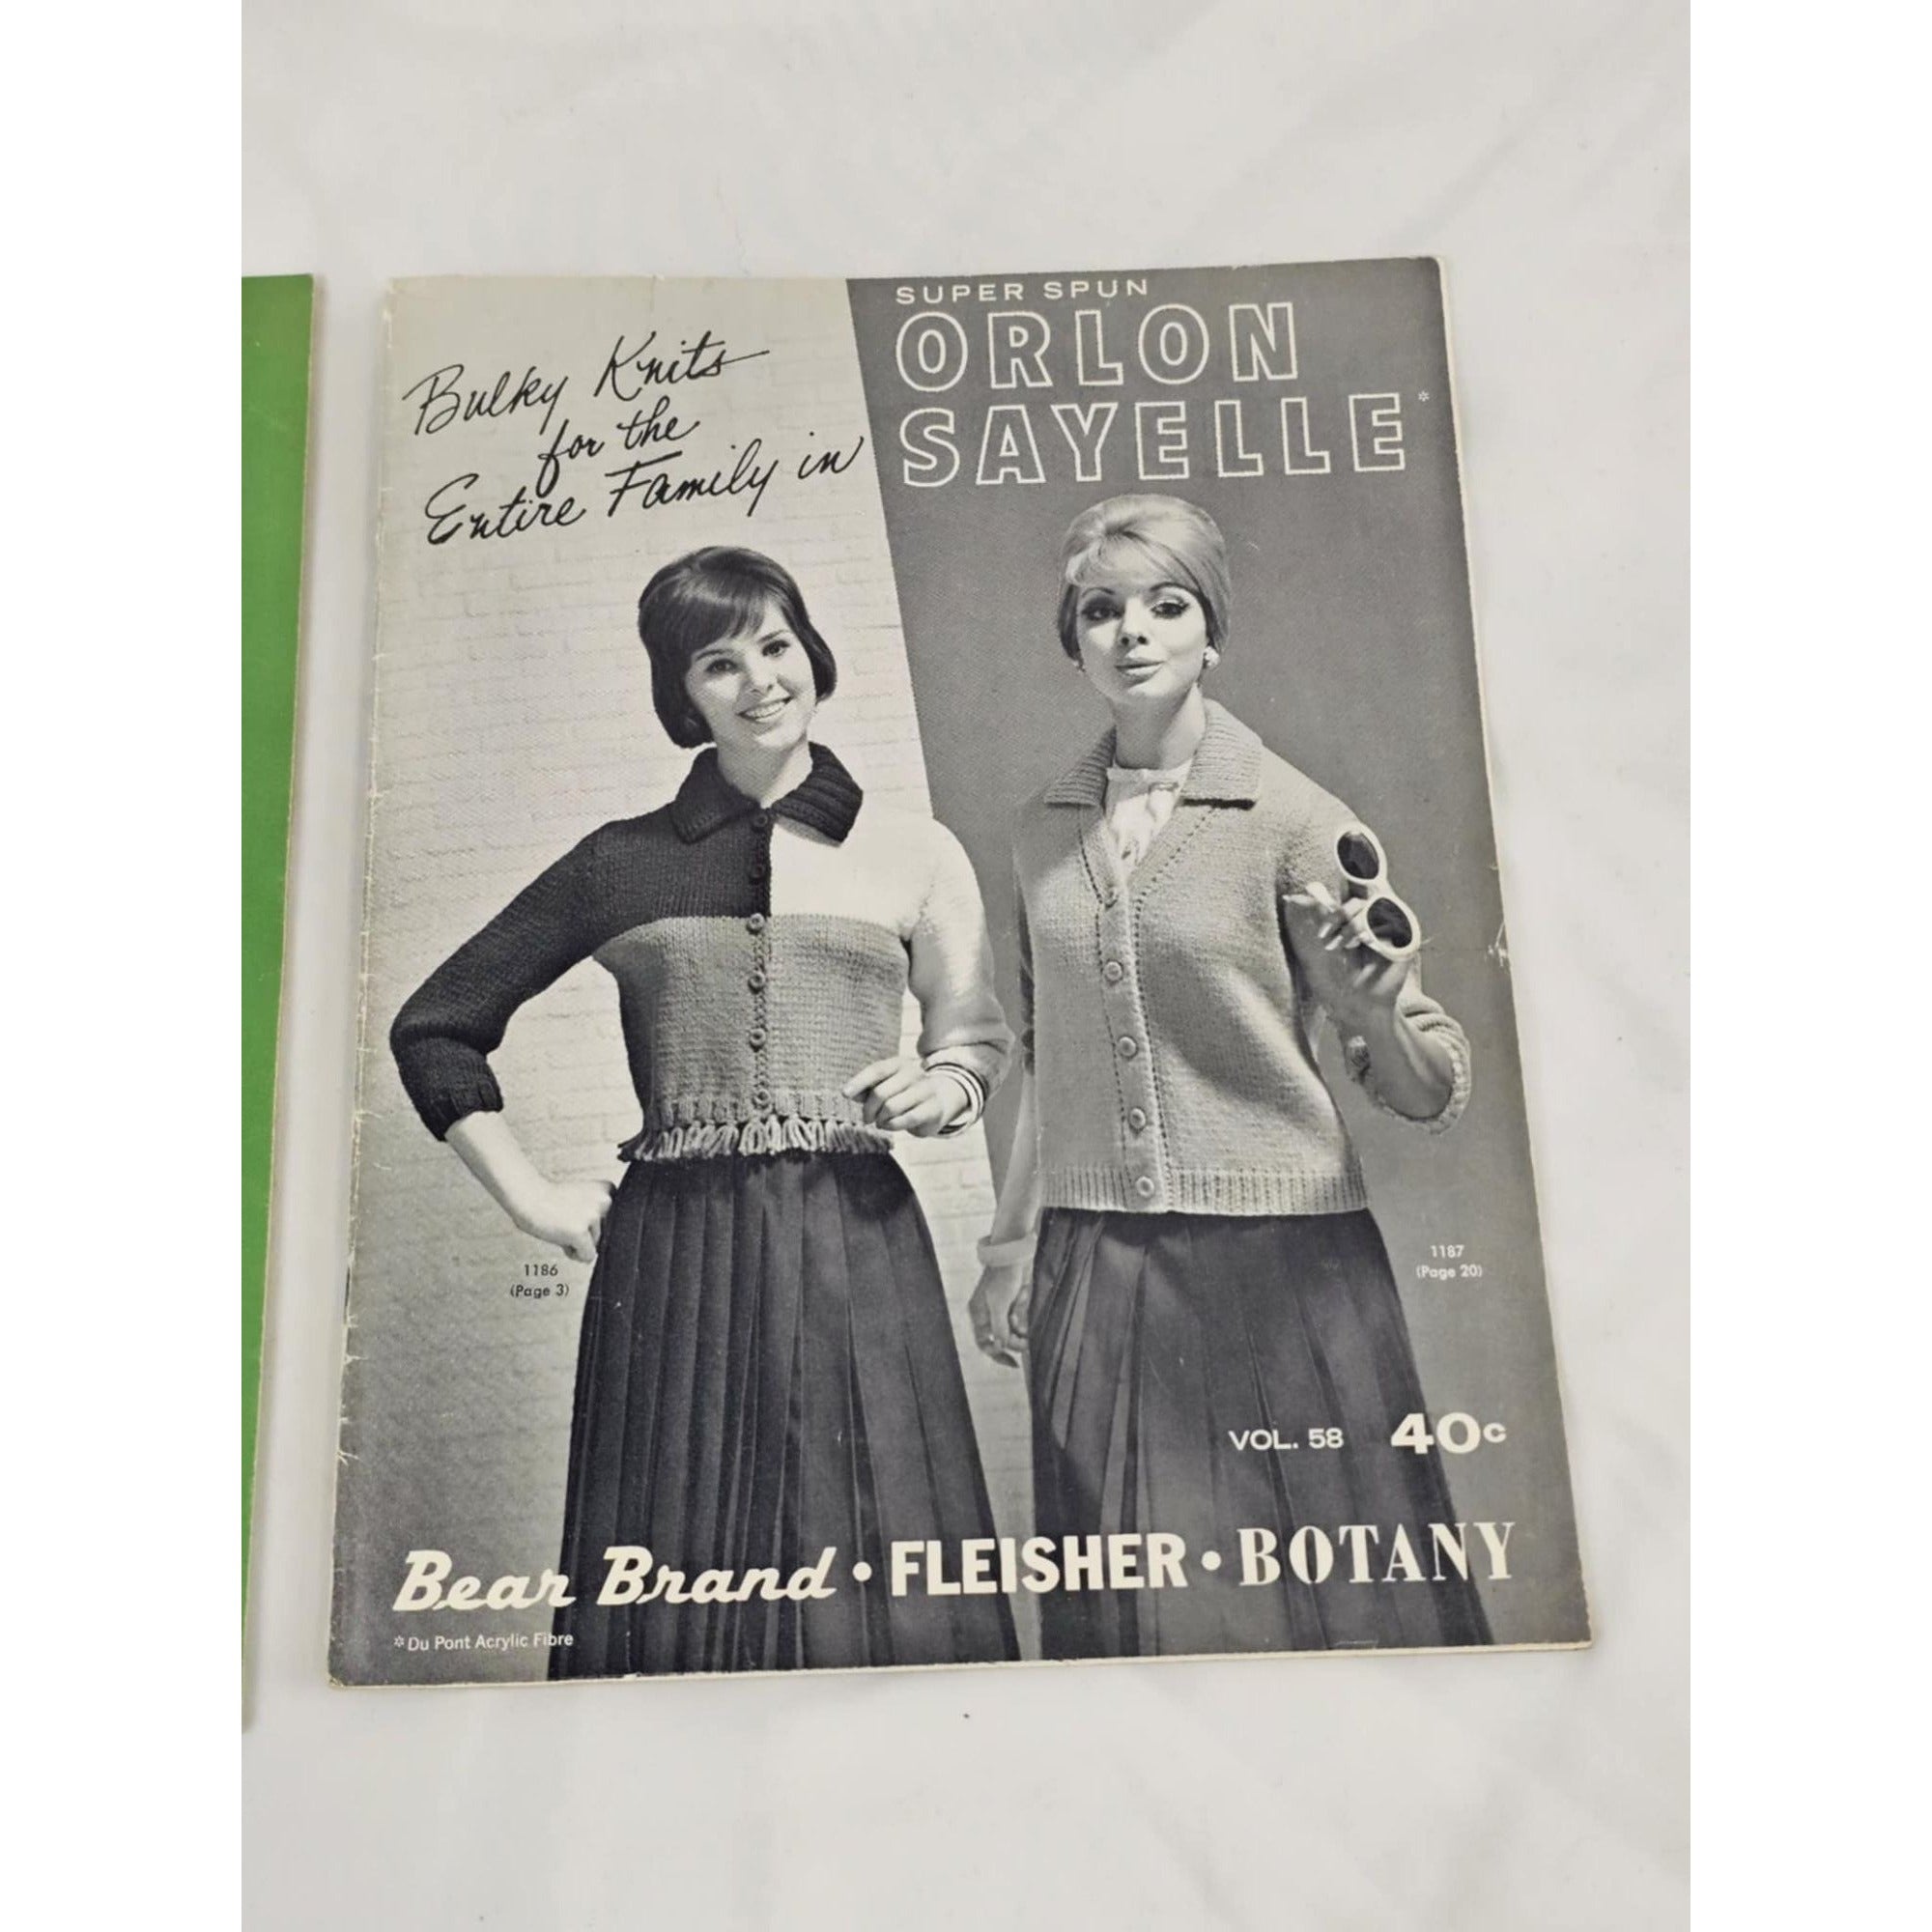 Bulky Knits
for the
Entire Family in
SUPER SPUN
ORLON
SAYELLE*
1186
(Page 3)
1187
(Page 20)
VOL. 58 40c
Bear Brand • FLEISHER • BOTANY
*Du Pont Acrylic Fibre